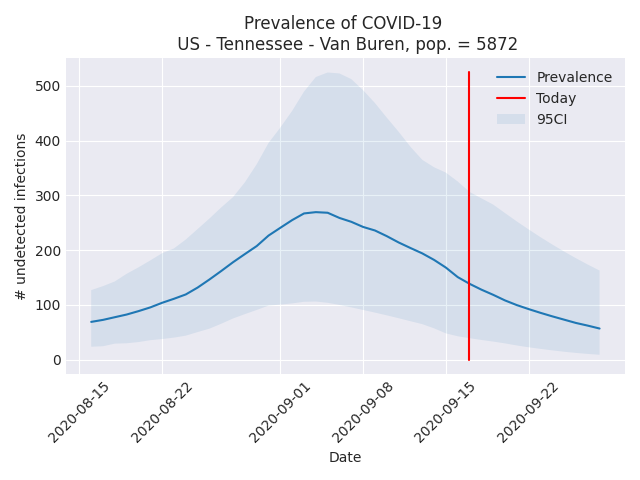 Prevalence of COVID-19
US - Tennessee - Van Buren, pop. = 5872
# undetected infections
500
400
300
200
100
0
Prevalence
Today
95CI
2020-08-15
2020-08-22
2020-09-01
2020-09-08
2020-09-15
2020-09-22
Date